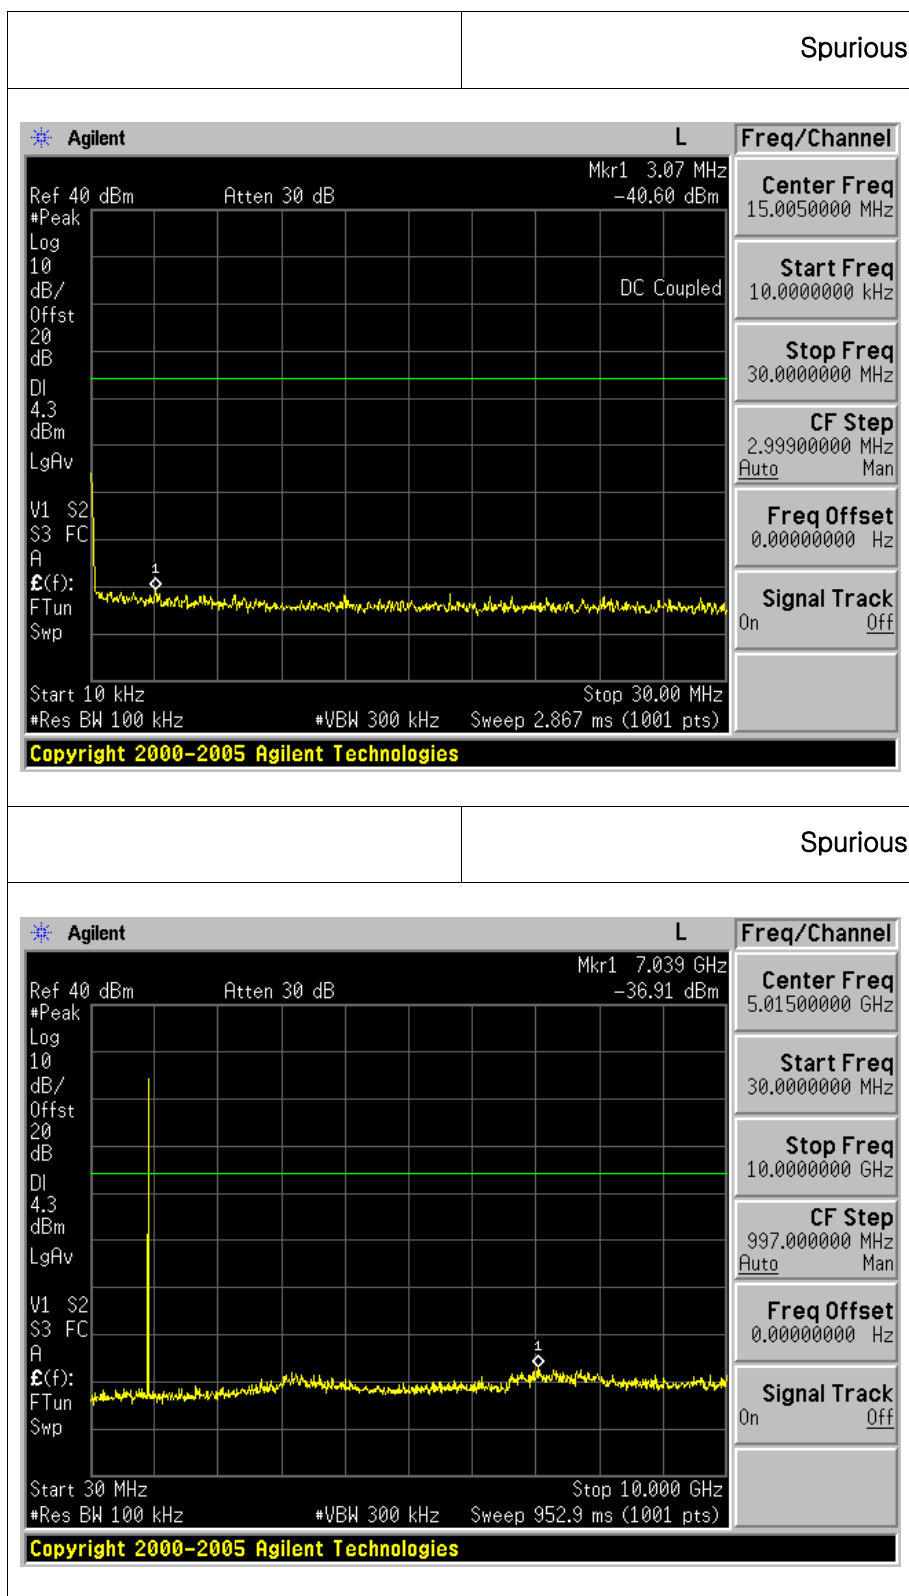 Spurious
Agilent L Freq/Channel
Mkr1 3.07 MHz
Ref 40 dBm Atten 30 dB -40.60 dBm
#Peak
Log
10
dB/
Offst
20
dB
DI
4.3
dBm
LgAv
V1 S2
S3 FC
A
£(f):
FTun
Swp
DC Coupled
1
Start 10 kHz Stop 30.00 MHz
#Res BW 100 kHz #VBW 300 kHz Sweep 2.867 ms (1001 pts)
Copyright 2000-2005 Agilent Technologies
Center Freq
15.0050000 MHz
Start Freq
10.0000000 kHz
Stop Freq
30.0000000 MHz
CF Step
2.99900000 MHz
Auto Man
Freq Offset
0.00000000 Hz
Signal Track
On Off
Spurious
Agilent L Freq/Channel
Mkr1 7.039 GHz
Ref 40 dBm Atten 30 dB -36.91 dBm
#Peak
Log
10
dB/
Offst
20
dB
DI
4.3
dBm
LgAv
V1 S2
S3 FC
A
£(f):
FTun
Swp
1
Start 30 MHz Stop 10.000 GHz
#Res BW 100 kHz #VBW 300 kHz Sweep 952.9 ms (1001 pts)
Copyright 2000-2005 Agilent Technologies
Center Freq
5.01500000 GHz
Start Freq
30.0000000 MHz
Stop Freq
10.0000000 GHz
CF Step
997.000000 MHz
Auto Man
Freq Offset
0.00000000 Hz
Signal Track
On Off